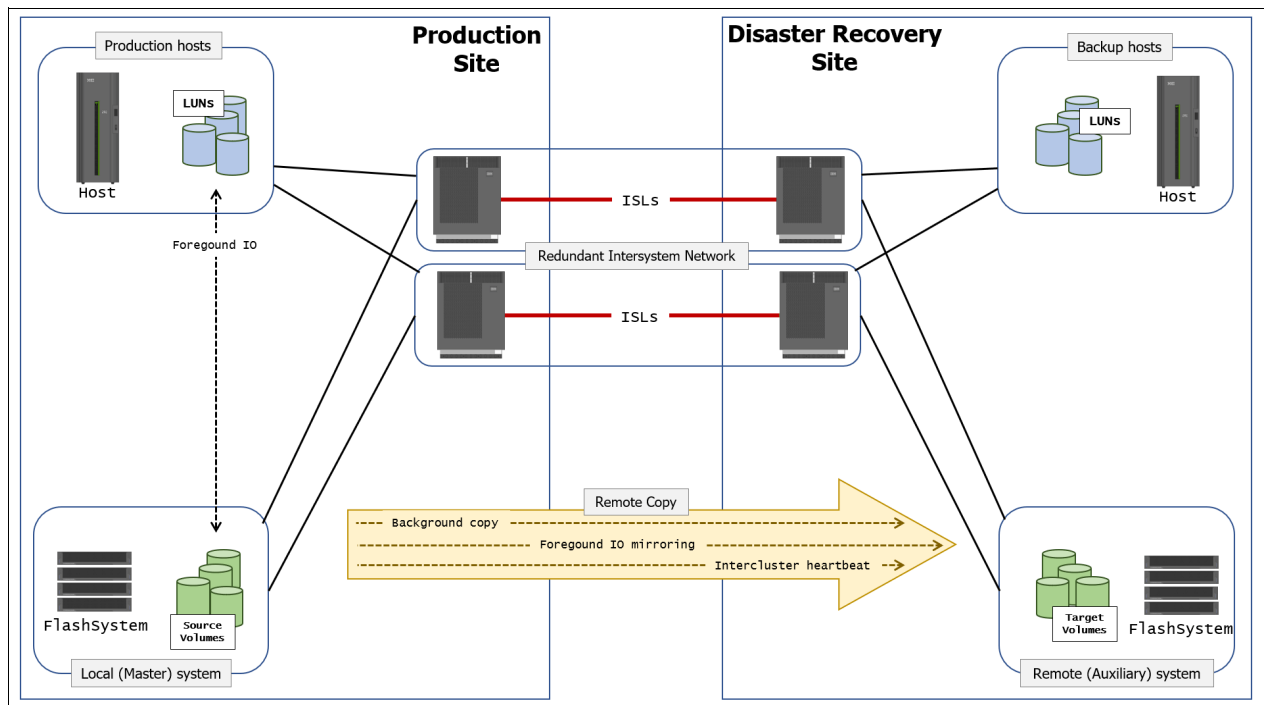 Production hosts
Production
Site
Disaster Recovery
Site
Backup hosts
LUNs
Host
LUNs
Host
ISLs
Foregound IO
Redundant Intersystem Network
ISLs
Remote Copy
Background copy
Foregound IO mirroring
Intercluster heartbeat
FlashSystem
Source
Volumes
Local (Master) system
Target
Volumes
FlashSystem
Remote (Auxiliary) system